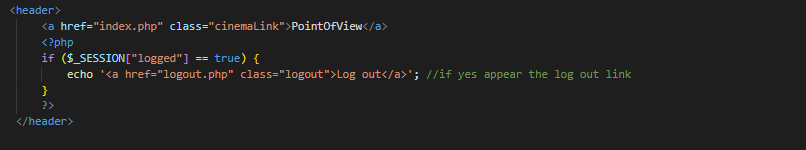 <header>
<a href="index.php" class="cinemaLink">PointOfView</a>
<?php
if ($_SESSION["logged"] == true) {
echo '<a href="logout.php" class="logout">Log out</a>'; //if yes appear the log out link
}
?>
</header>